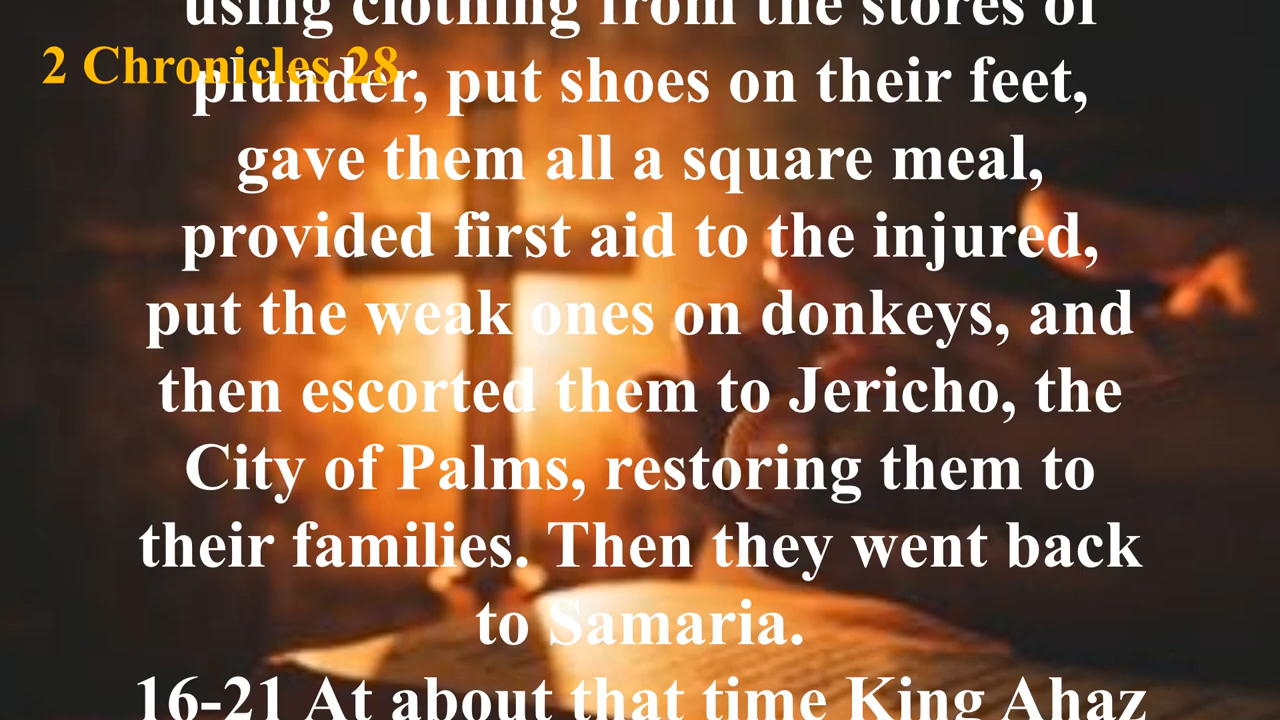 using clothing from the stores of
2 Chronicles 28
plunder, put shoes on their feet,
gave them all a square meal,
provided first aid to the injured,
put the weak ones on donkeys, and
then escorted them to Jericho, the
City of Palms, restoring them to
their families. Then they went back
to Samaria.
16-21 At about that time King Ahaz